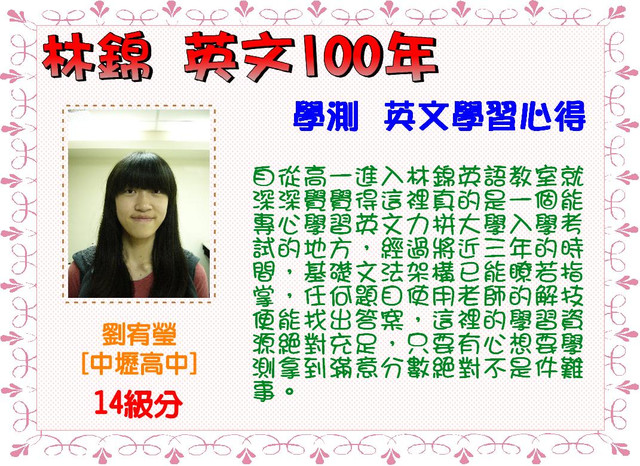 林錦 英文100年
學測 英文學習心得
自從高一進入林錦英語教室就
深深覺覺得這裡真的是一個能
專心學習英文力拼大學入學考
試的地方，經過將近三年的時
間，基礎文法架構已能瞭若指
掌，任何題目使用老師的解技
便能找出答案，這裡的學習資
源絕對充足，只要有心想要學
測拿到滿意分數絕對不是件難
事。
劉宥瑩
[中壢高中]
14級分